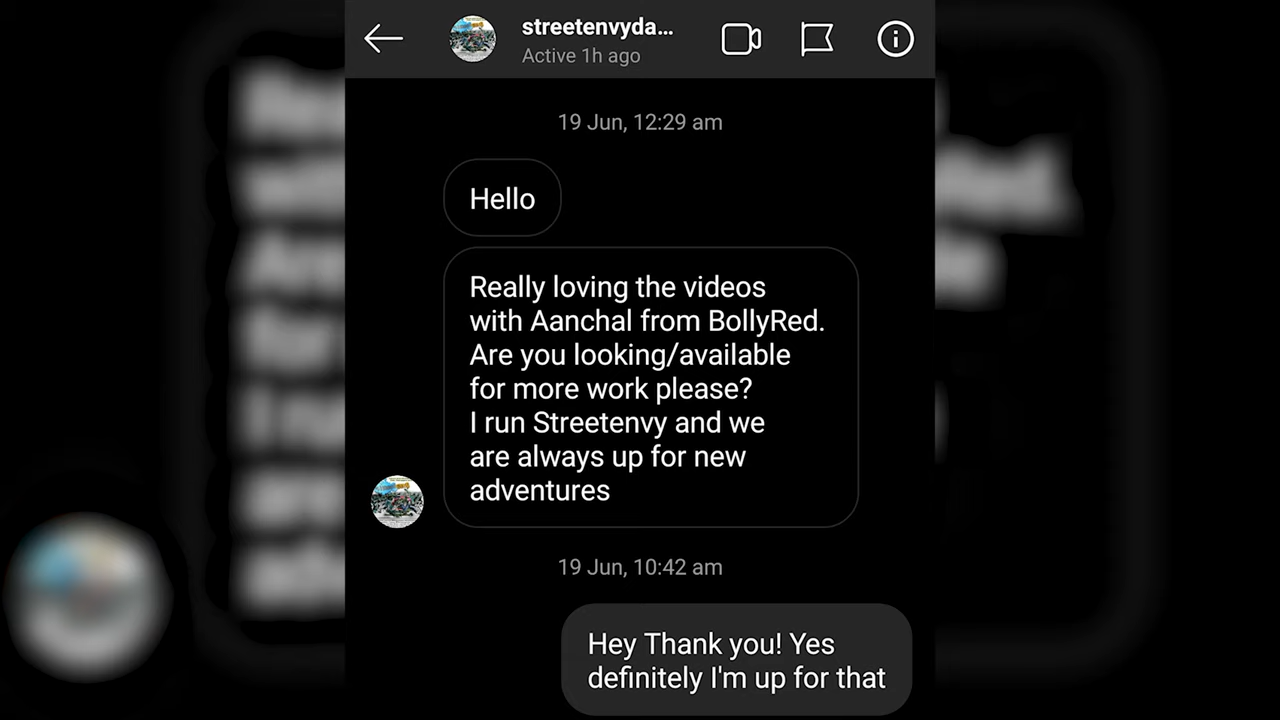 streetenvyda...
Active 1h ago
19 Jun, 12:29 am
Hello
Really loving the videos
with Aanchal from BollyRed.
Are you looking/available
for more work please?
I run Streetenvy and we
are always up for new
adventures
19 Jun, 10:42 am
Hey Thank you! Yes
definitely I'm up for that